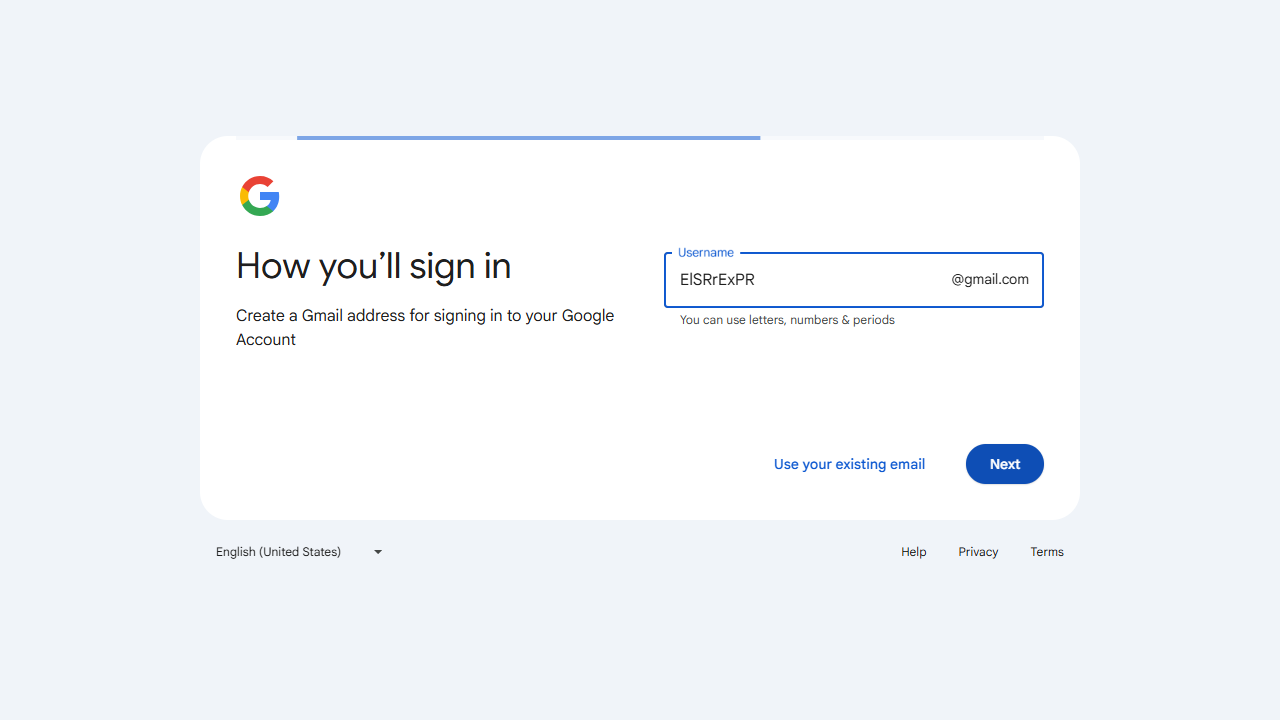 How you’ll sign in
Create a Gmail address for signing in to your Google
Account
Username
ElSRrExPR @gmail.com
You can use letters, numbers & periods
Use your existing email Next
English (United States) Help Privacy Terms